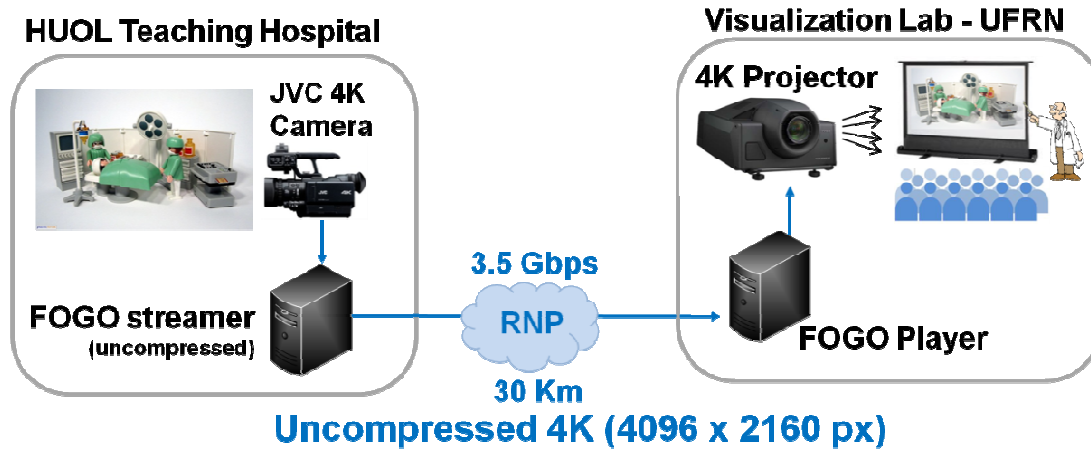 HUOL Teaching Hospital
JVC 4K
Camera
FOGO streamer
(uncompressed)
3.5 Gbps
RNP
30 Km
Visualization Lab - UFRN
4K Projector
FOGO Player
Uncompressed 4K (4096 x 2160 px)